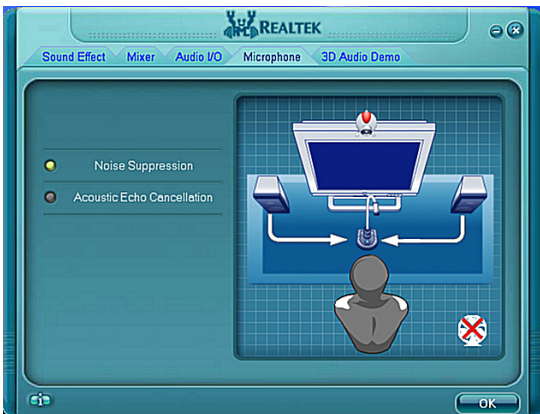 REALTEK
Sound Effect Mixer Audio I/O Microphone 3D Audio Demo
Noise Suppression
Acoustic Echo Cancellation
i
OK